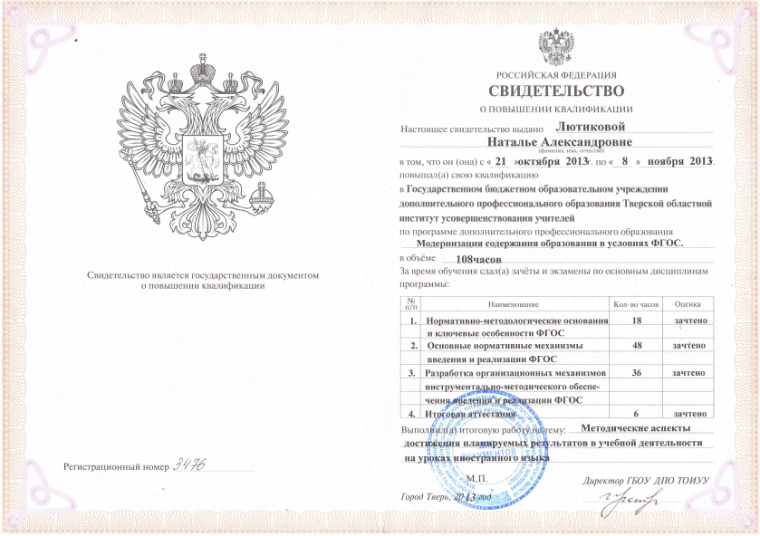 Свидетельство является государственным документом
о повышении квалификации
Регистрационный номер 3476
РОССИЙСКАЯ ФЕДЕРАЦИЯ
СВИДЕТЕЛЬСТВО
О ПОВЫШЕНИИ КВАЛИФИКАЦИИ
Настоящее свидетельство выдано Лютиковой
Наталье Александровне
(фамилия, имя, отчество)
в том, что он (она) с « 21 »октября 2013г. по « 8 » ноября 2013.
повышал(а) свою квалификацию
в Государственном бюджетном образовательном учреждении
дополнительного профессионального образования Тверской областной
институт усовершенствования учителей
по программе дополнительного профессионального образования
Модернизация содержания образования в условиях ФГОС.
в объёме 108часов
За время обучения сдал(а) зачёты и экзамены по основным дисциплинам
программы:
№ п/п Наименование Кол-во часов Оценка
1. Нормативно-методологические основания 18 зачтено
и ключевые особенности ФГОС
2. Основные нормативные механизмы 48 зачтено
введения и реализации ФГОС
3. Разработка организационных механизмов 36 зачтено
инструментально-методического обеспе-
чения введения и реализации ФГОС
4. Итоговая аттестация 6 зачтено
Выполнил(а) итоговую работу на тему: Методические аспекты
достижения планируемых результатов в учебной деятельности
на уроках иностранного языка
ДОКУМЕНТОВ
М.П.
Директор ГБОУ ДПО ТОИУУ
Город Тверь, 2013 год